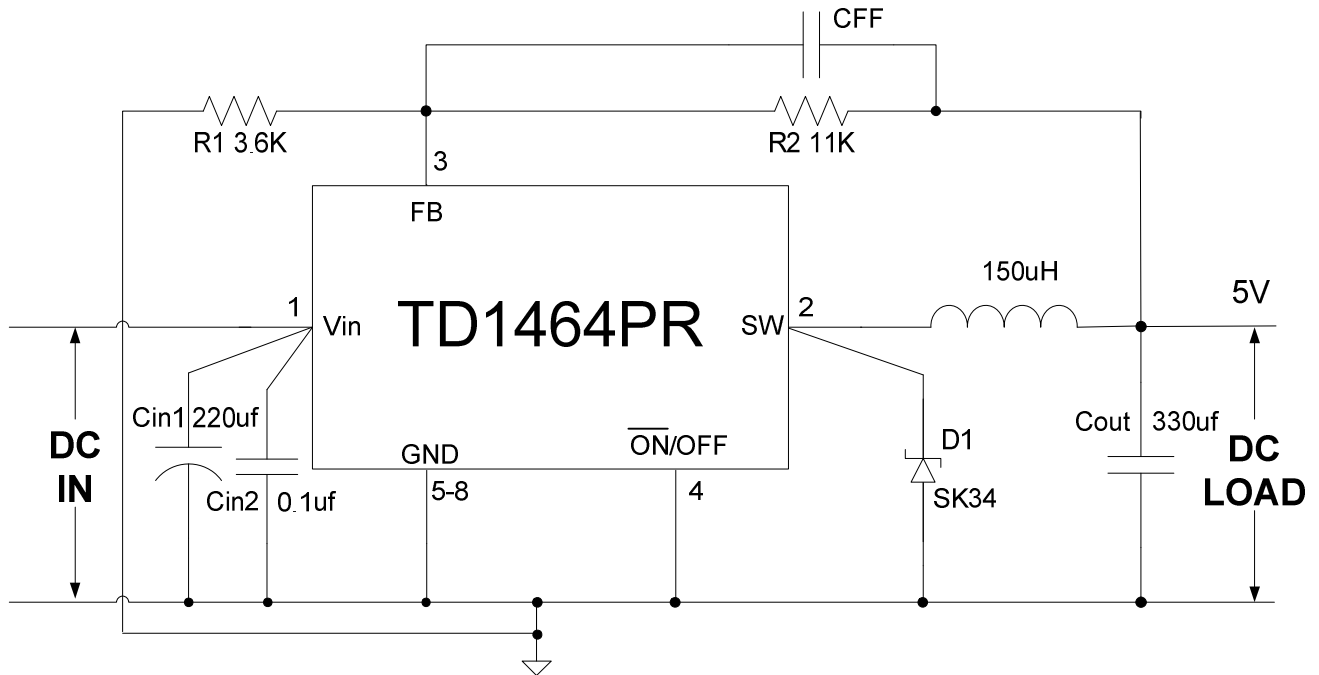 CFF
R1 3.6K
R2 11K
3
FB
150uH
5V
1
Vin
TD1464PR
SW
2
Cin1 220uf
Cout 330uf
DC
IN
GND
ON/OFF
D1
DC
LOAD
Cin2 0.1uf
5-8
4
SK34